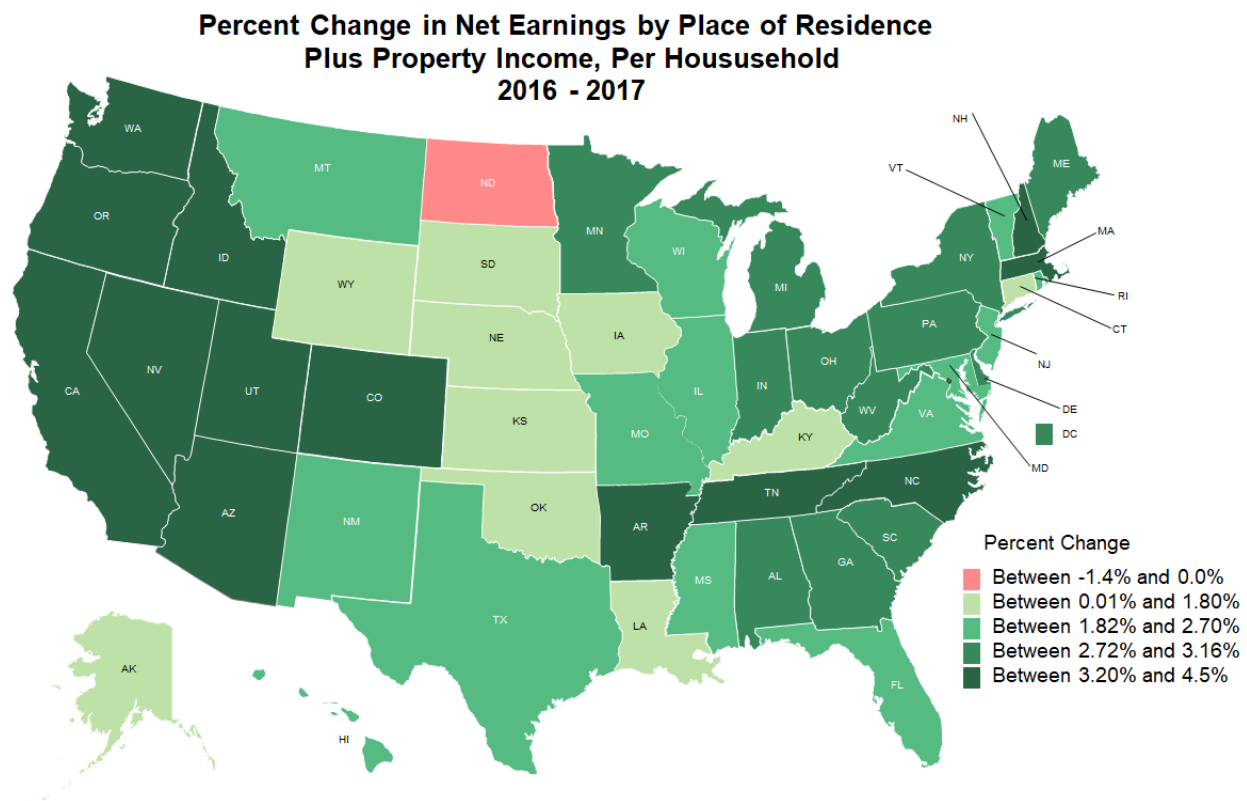 Percent Change in Net Earnings by Place of Residence
Plus Property Income, Per Housusehold
2016 - 2017
NH
WA
ME
VT
MT
ND
OR
MN
MA
WI
NY
ID
SD
WY
MI
RI
PA
CT
NE
IA
OH
NJ
NV
UT
IN
CA
CO
IL
DE
WV
VA
KS
MO
KY
DC
MD
TN
NC
OK
AZ
NM
AR
SC
Percent Change
GA
MS
AL
Between -1.4% and 0.0%
Between 0.01% and 1.80%
TX
LA
Between 1.82% and 2.70%
Between 2.72% and 3.16%
AK
Between 3.20% and 4.5%
FL
HI